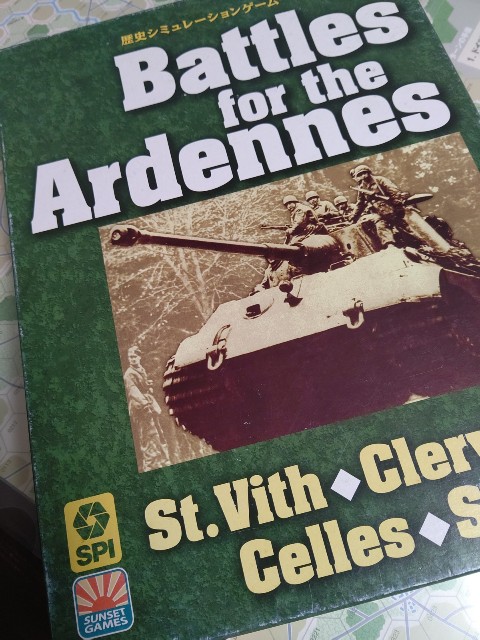 歴史シミュレーションゲーム
Battles
for the
Ardennes
St. Vith ◆ Clerv
Celles ◆ S
SPI
SUNSET
GAMES